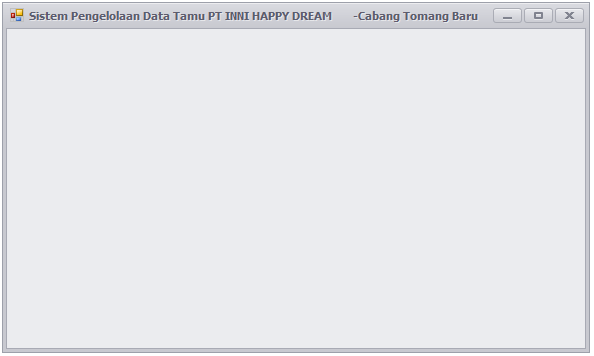 Sistem Pengelolaan Data Tamu PT INNI HAPPY DREAM -Cabang Tomang Baru